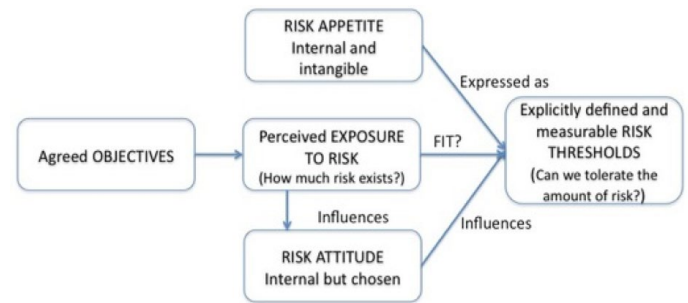 RISK APPETITE
Internal and
intangible
Expressed as
Explicitly defined and
measurable RISK
THRESHOLDS
(Can we tolerate the
amount of risk?)
Agreed OBJECTIVES
Perceived EXPOSURE
TO RISK
(How much risk exists?)
FIT?
Influences
Influences
RISK ATTITUDE
Internal but chosen